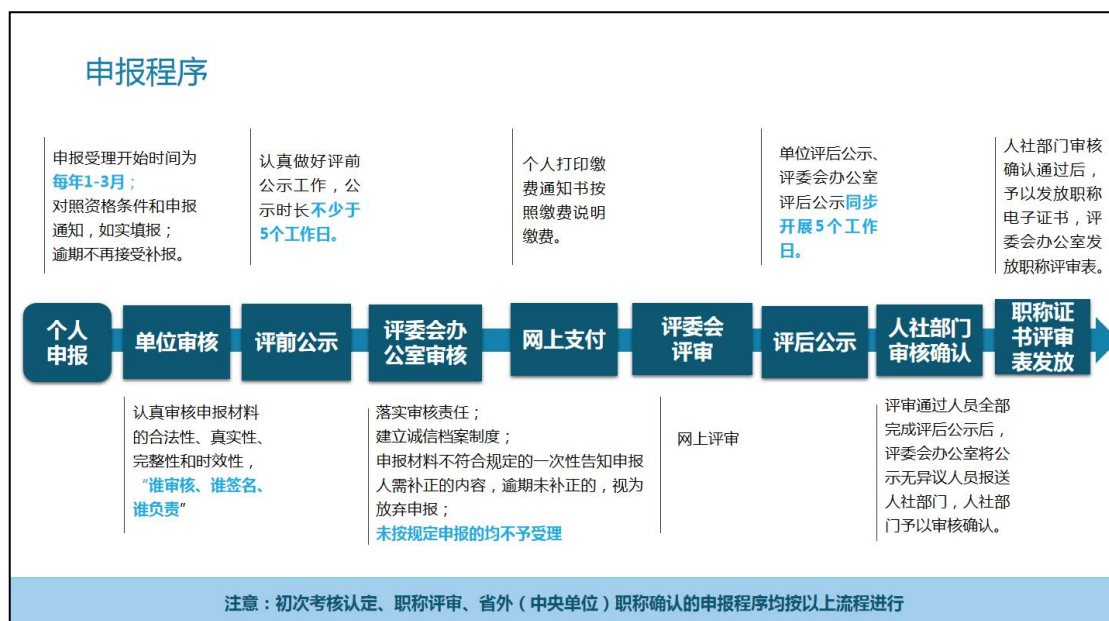 申报程序
申报受理开始时间为
每年1-3月；
对照资格条件和申报
通知，如实填报；
逾期不再接受补报。
认真做好评前
公示工作，公
示时长不少于
5个工作日。
个人打印缴
费通知书按
照缴费说明
缴费。
单位评后公示、
评委会办公室
评后公示同步
开展5个工作
日。
人社部门审核
确认通过后，
予以发放职称
电子证书，评
委会办公室发
放职称评审表。
个人
申报
单位审核
评前公示
评委会办
公室审核
网上支付
评委会
评审
评后公示
人社部门
审核确认
职称证
书评审
表发放
认真审核申报材料
的合法性、真实性、
完整性和时效性，
“谁审核、谁签名、
谁负责”
落实审核责任；
建立诚信档案制度；
申报材料不符合规定的一次性告知申报
人需补正的内容，逾期未补正的，视为
放弃申报；
未按规定申报的均不予受理
网上评审
评审通过人员全部
完成评后公示后，
评委会办公室将公
示无异议人员报送
人社部门，人社部
门予以审核确认。
注意：初次考核认定、职称评审、省外（中央单位）职称确认的申报程序均按以上流程进行